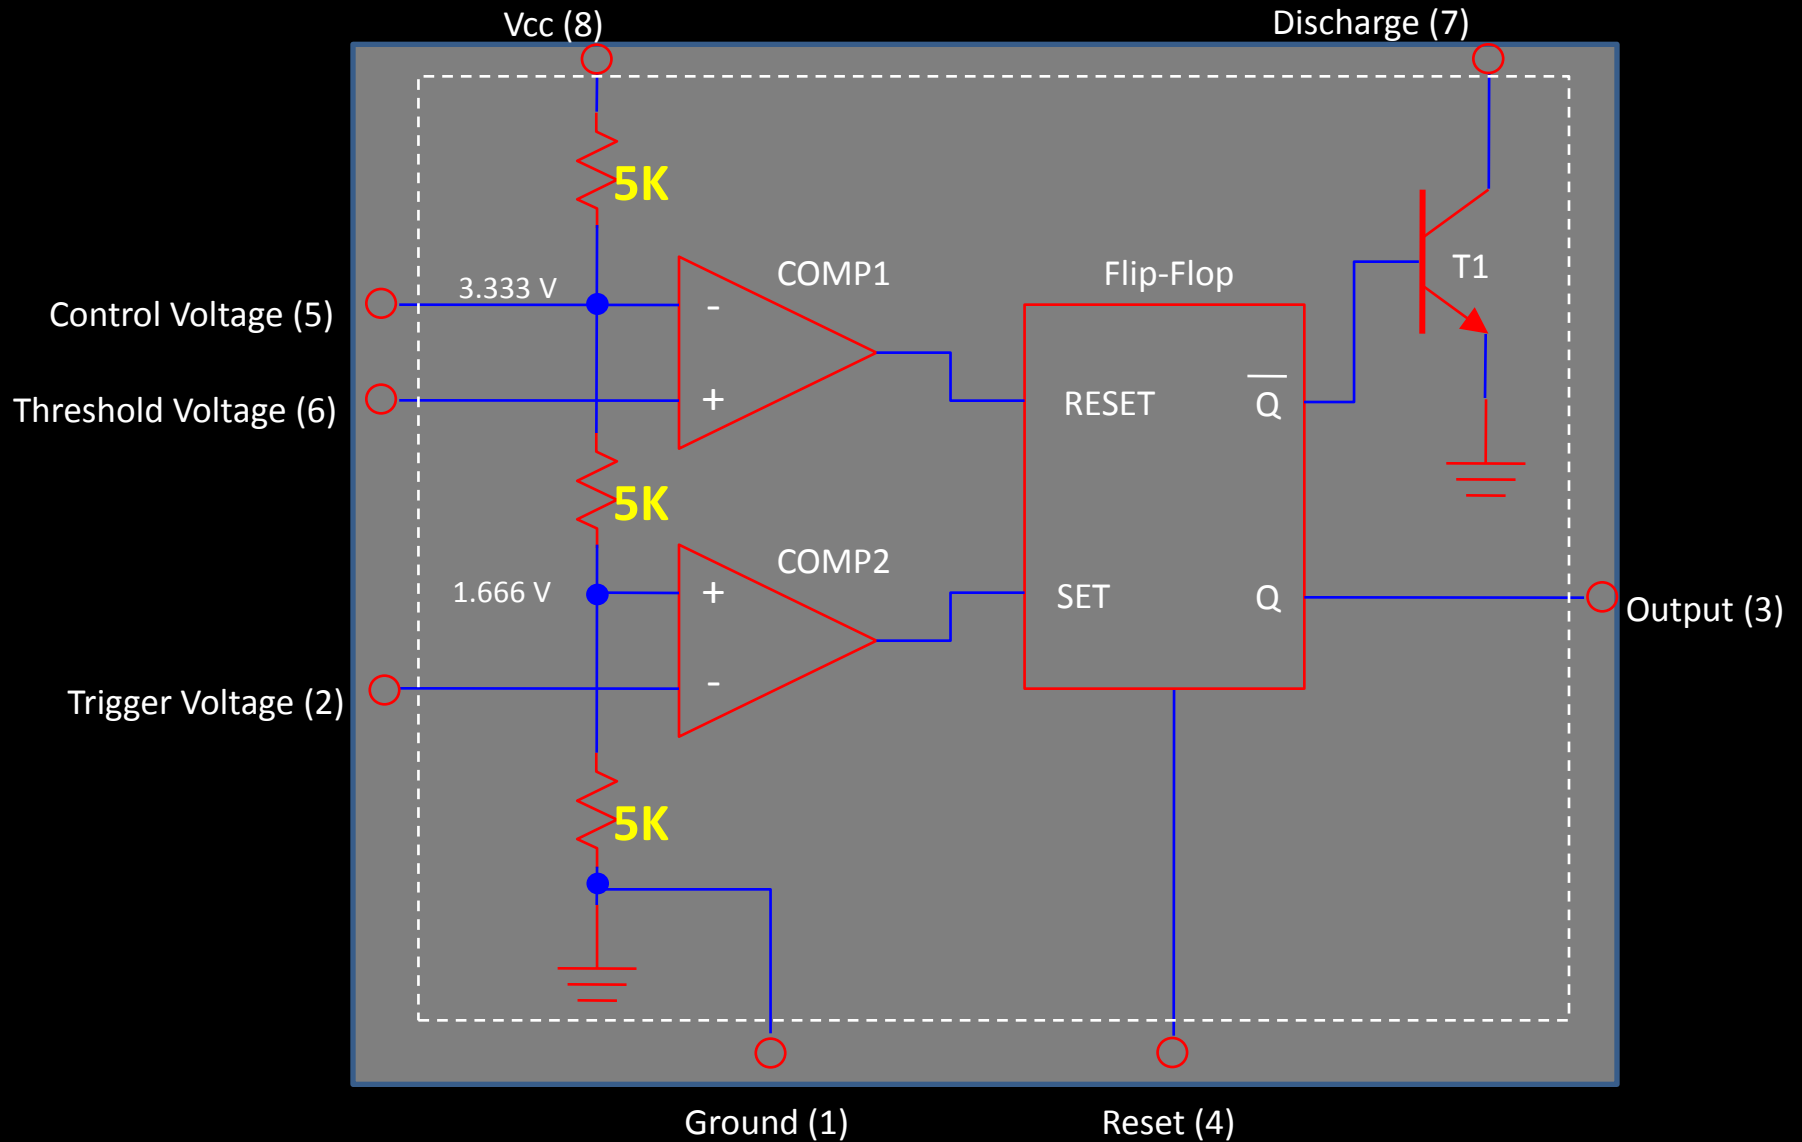 Vcc (8)
Discharge (7)
5K
3.333 V
COMP1
Flip-Flop
T1
Control Voltage (5)
-
Threshold Voltage (6)
+
RESET
Q
5K
COMP2
1.666 V
+
SET
Q
Output (3)
Trigger Voltage (2)
-
5K
Ground (1)
Reset (4)